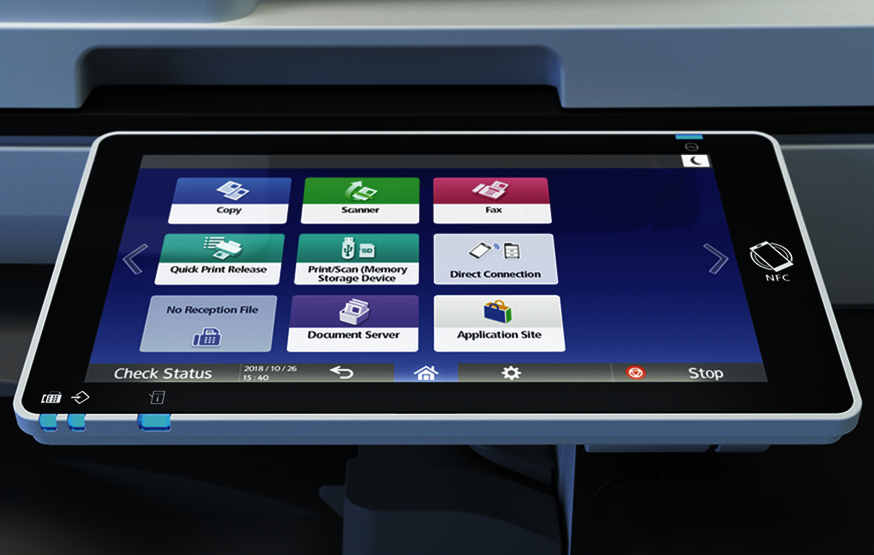 Copy
Scanner
Fax
Quick Print Release
Print/Scan (Memory
Storage Device
SD
Direct Connection
No Reception File
Document Server
Application Site
NFC
Check Status
2018 / 10 / 26
15 : 40
Stop